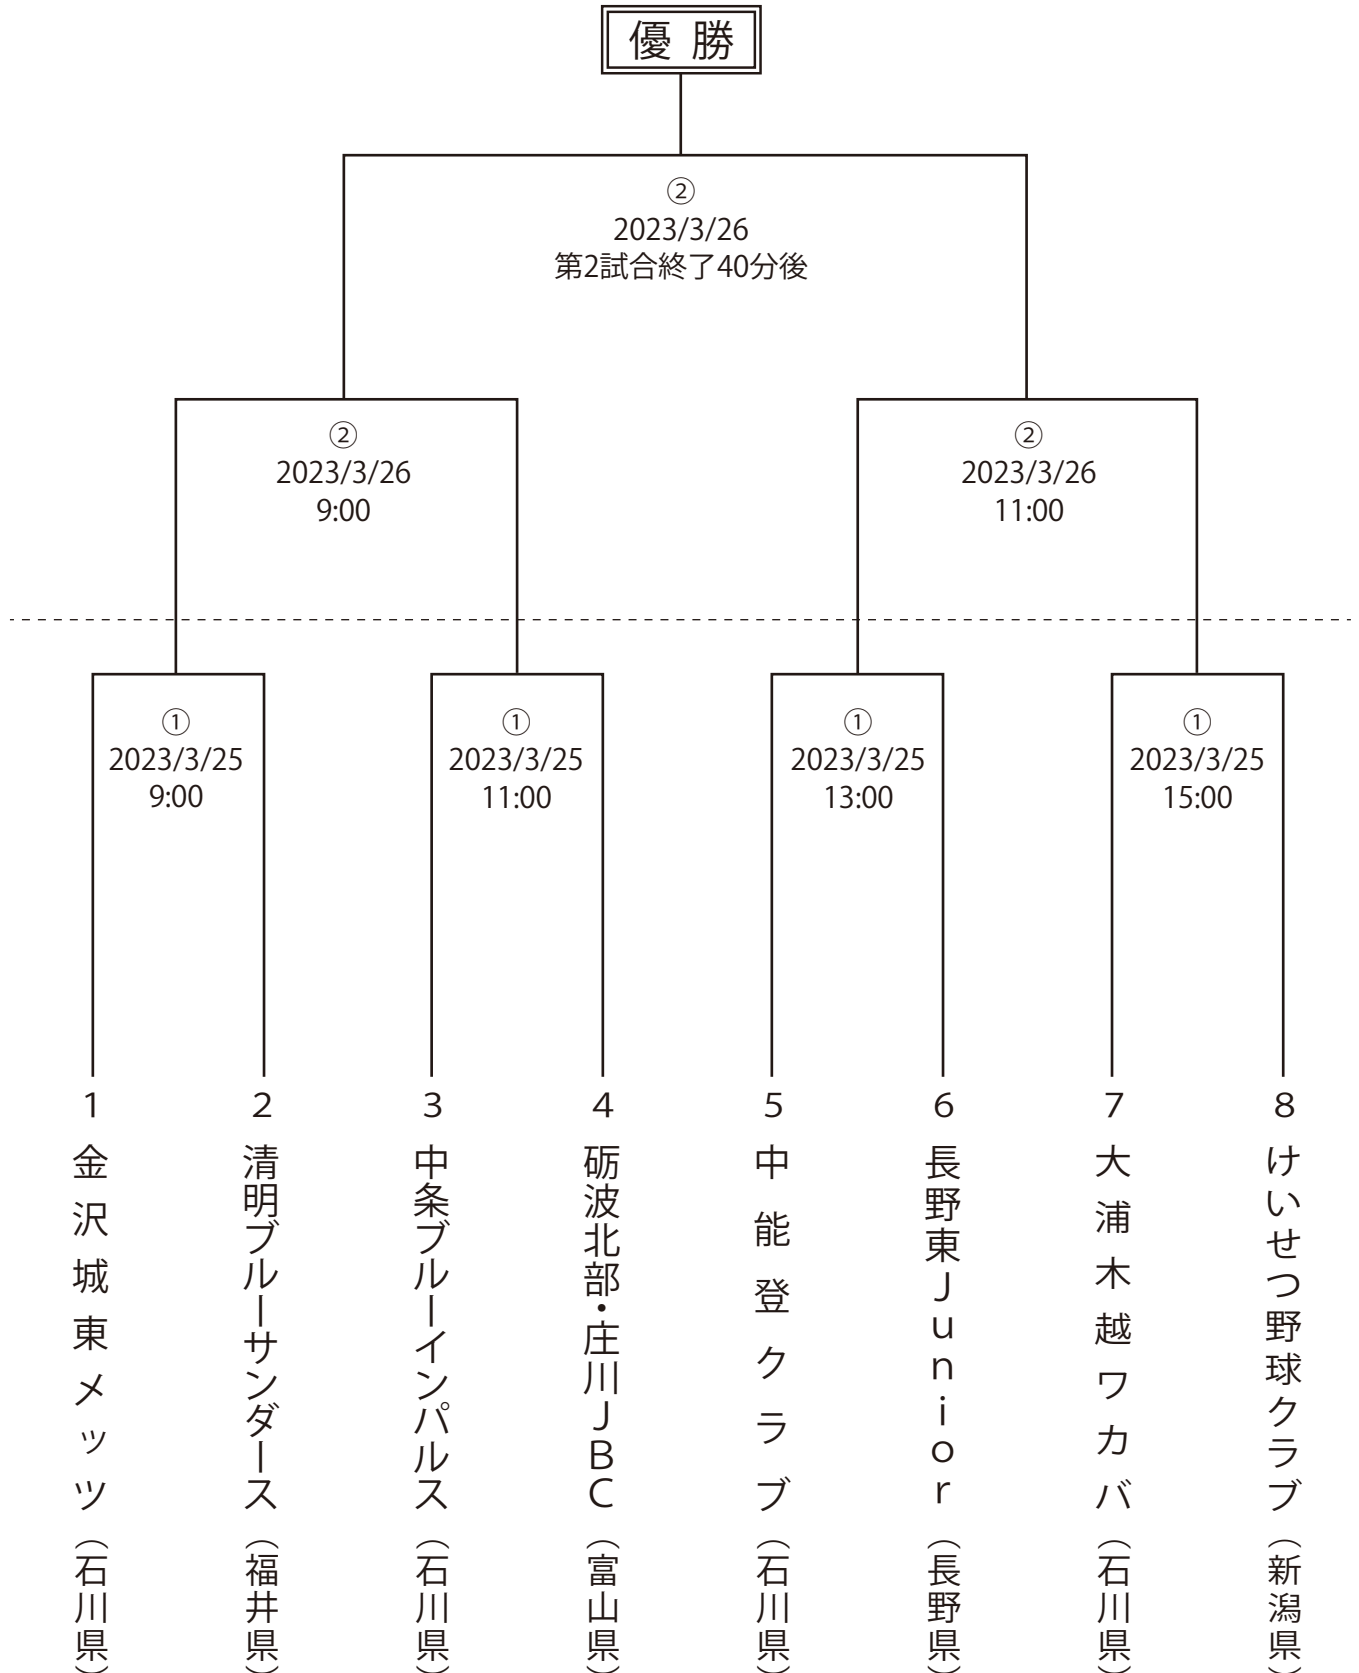 優勝
②
2023/3/26
第2試合終了40分後
②
2023/3/26
9:00
②
2023/3/26
11:00
①
2023/3/25
9:00
①
2023/3/25
11:00
①
2023/3/25
13:00
①
2023/3/25
15:00
1
金沢城東メッツ（石川県）
2
清明ブルーサンダース（福井県）
3
中条ブルーインパルス（石川県）
4
砺波北部・庄川JBC（富山県）
5
中能登クラブ（石川県）
6
長野東Junior（長野県）
7
大浦木越ワカバ（石川県）
8
けいせつ野球クラブ（新潟県）